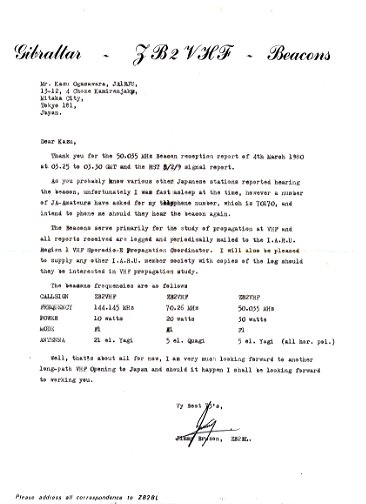 Gibraltar ~ ZB2VHF ~ Beacons
Mr. Kazu Ogasawara,
13-12, 4 Chome
Mitaka City,
Tokyo 181,
Japan.
Dear Kazu,
Thank you for the 50.035 MHz Beacon reception report of 4th March 1980
at 03.25 to 03.30 GMT and the RST 5/2/9 signal report.
As you probably know various other Japanese stations reported hearing
the beacon, unfortunately I was fast asleep at the time, however a number
of JA-Amateurs have asked for my telephone number, which is 70170, and
intend to phone me should they hear the beacon again.
The Beacons serve primarily for the study of propagation at VHF and
all reports received are logged and periodically mailed to the I.A.R.U.
Region 1 VHF Sporadic-E Propagation Coordinator. I will also be pleased
to supply any other I.A.R.U. member society with copies of the log should
they be interested in VHF propagation study.
The beacons frequencies are as follows
CALLSIGN ZB2VHF ZB2VHF ZB2VHF
FREQUENCY 144.145 MHz 70.26 MHz 50.035 MHz
POWER 10 watts 20 watts 30 watts
MODE F1 F1
ANTENNA 21 el. Yagi 5 el. Quagi 5 el. Yagi (all hor. pol.)
Well, that's about all for now, I am very much looking forward to another
long-path VHF Opening to Japan and should it happen I shall be looking forward
to working you.
Vy Best 73's,
Jimmy Bruzon, ZB2BL.
Please address all correspondence to ZB2BL